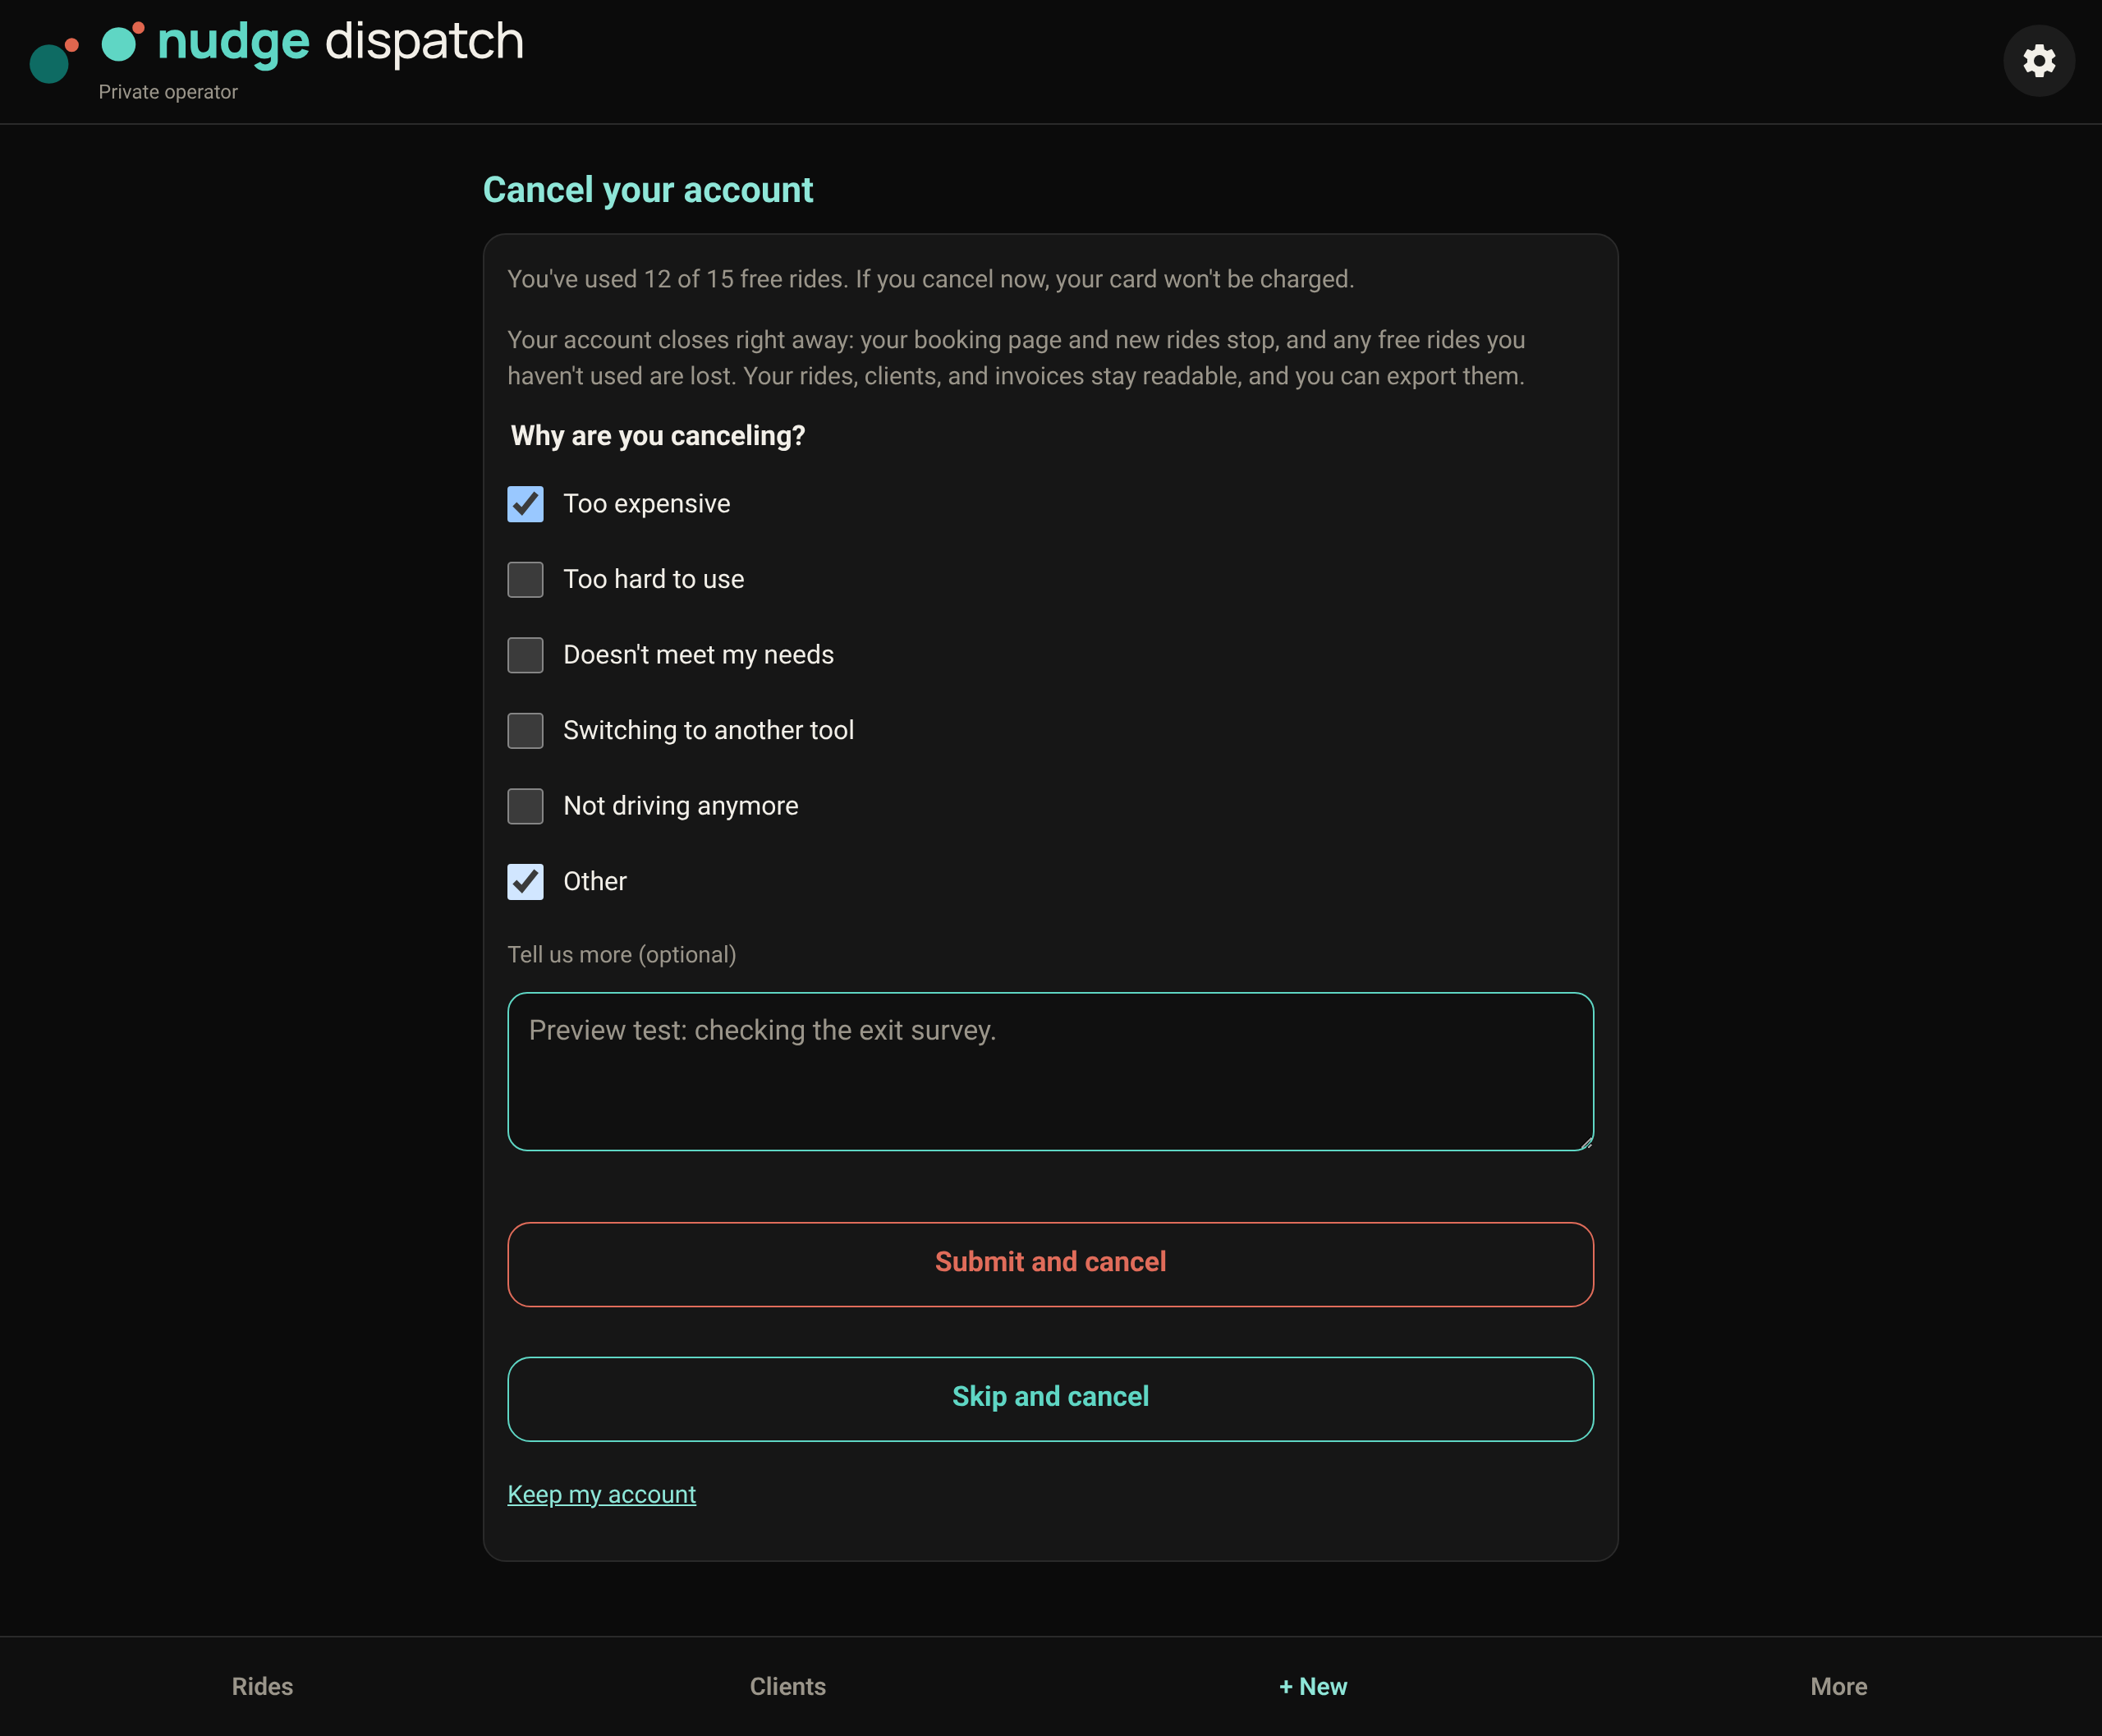 nudge dispatch
Private operator
Cancel your account
You've used 12 of 15 free rides. If you cancel now, your card won't be charged.
Your account closes right away: your booking page and new rides stop, and any free rides you
haven't used are lost. Your rides, clients, and invoices stay readable, and you can export them.
Why are you canceling?
Too expensive
Too hard to use
Doesn't meet my needs
Switching to another tool
Not driving anymore
Other
Tell us more (optional)
Preview test: checking the exit survey.
Submit and cancel
Skip and cancel
Keep my account
Rides
Clients
+ New
More